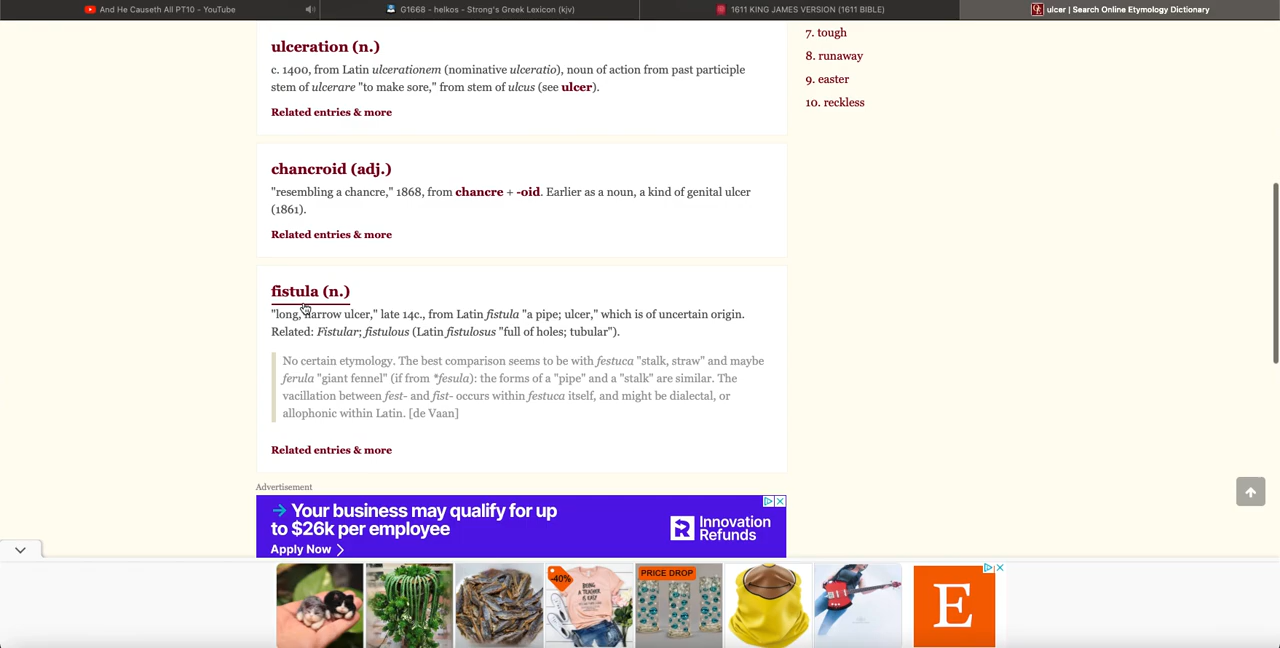 And He Causeth All PT10 - YouTube
G1668 - helkos - Strong's Greek Lexicon (kjv)
1611 KING JAMES VERSION (1611 BIBLE)
ulcer | Search Online Etymology Dictionary
ulceration (n.)
c. 1400, from Latin ulcerationem (nominative ulceratio), noun of action from past participle
stem of ulcerare "to make sore," from stem of ulcus (see ulcer).
Related entries & more
chancroid (adj.)
"resembling a chancre," 1868, from chancre + -oid. Earlier as a noun, a kind of genital ulcer
(1861).
Related entries & more
fistula (n.)
"long, narrow ulcer," late 14c., from Latin fistula "a pipe; ulcer," which is of uncertain origin.
Related: Fistular; fistulous (Latin fistulosus "full of holes; tubular").
No certain etymology. The best comparison seems to be with festuca "stalk, straw" and maybe
ferula "giant fennel" (if from *fesula): the forms of a "pipe" and a "stalk" are similar. The
vacillation between fest- and fist- occurs within festuca itself, and might be dialectal, or
allophonic within Latin. [de Vaan]
Related entries & more
7. tough
8. runaway
9. easter
10. reckless
Advertisement
→ Your business may qualify for up
to $26k per employee
Apply Now >
Innovation
Refunds
-40%
PRICE DROP
E